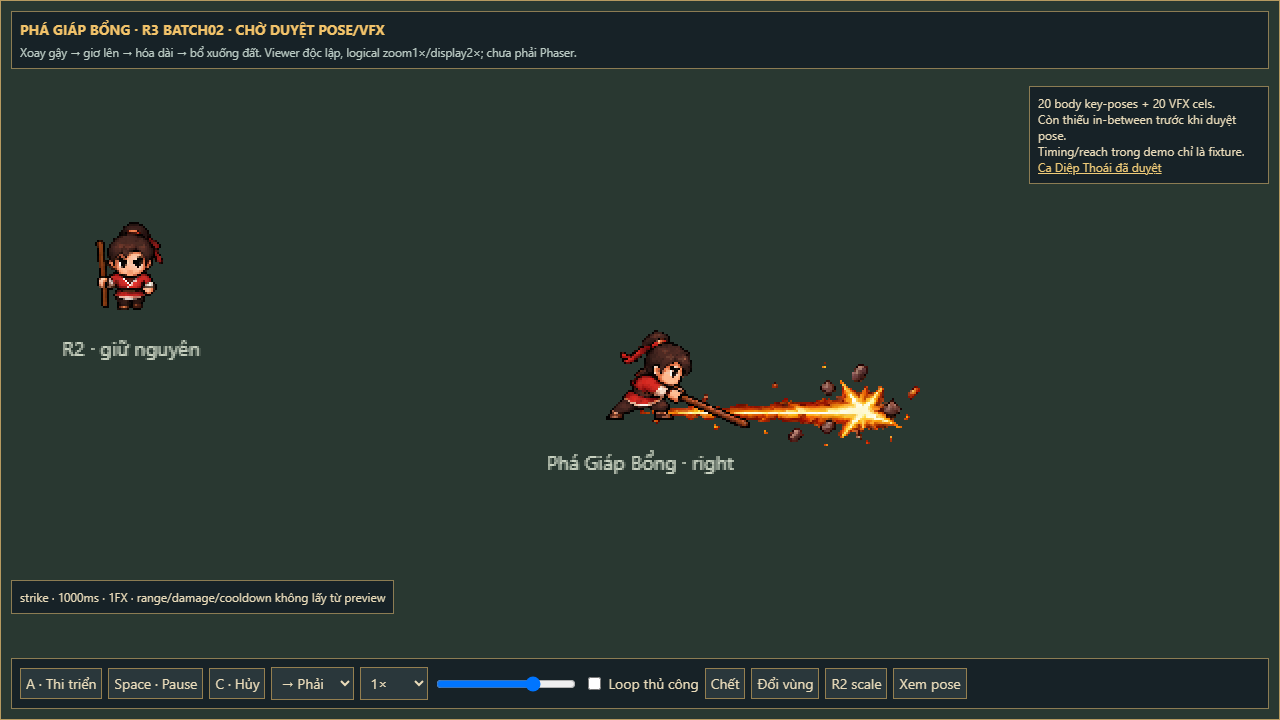 PHÁ GIÁP BỔNG · R3 BATCH02 · CHỜ DUYỆT POSE/VFX
Xoay gậy → giơ lên → hóa dài → bổ xuống đất. Viewer độc lập, logical zoom1×/display2×; chưa phải Phaser.
20 body key-poses + 20 VFX cels.
Còn thiếu in-between trước khi duyệt
pose.
Timing/reach trong demo chỉ là fixture.
Ca Diệp Thoái đã duyệt
R2 · giữ nguyên
Phá Giáp Bổng · right
strike · 1000ms · 1FX · range/damage/cooldown không lấy từ preview
A · Thi triển Space · Pause C · Hủy → Phải 1× Loop thủ công Chết Đổi vùng R2 scale Xem pose